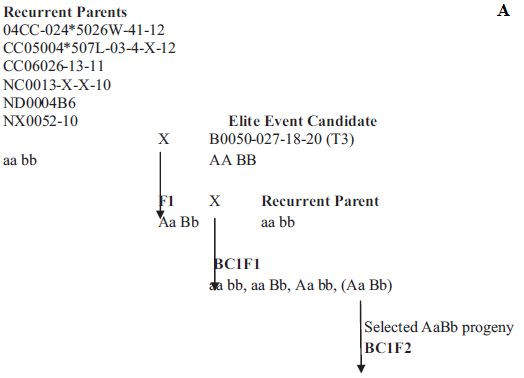 Recurrent Parents
A
04CC-024*5026W-41-12
CC05004*507L-03-4-X-12
CC06026-13-11
NC0013-X-X-10
ND0004B6
NX0052-10
Elite Event Candidate
X B0050-027-18-20 (T3)
aa bb AA BB
F1 X Recurrent Parent
Aa Bb aa bb
BC1F1
aa bb, aa Bb, Aa bb, (Aa Bb)
Selected AaBb progeny
BC1F2